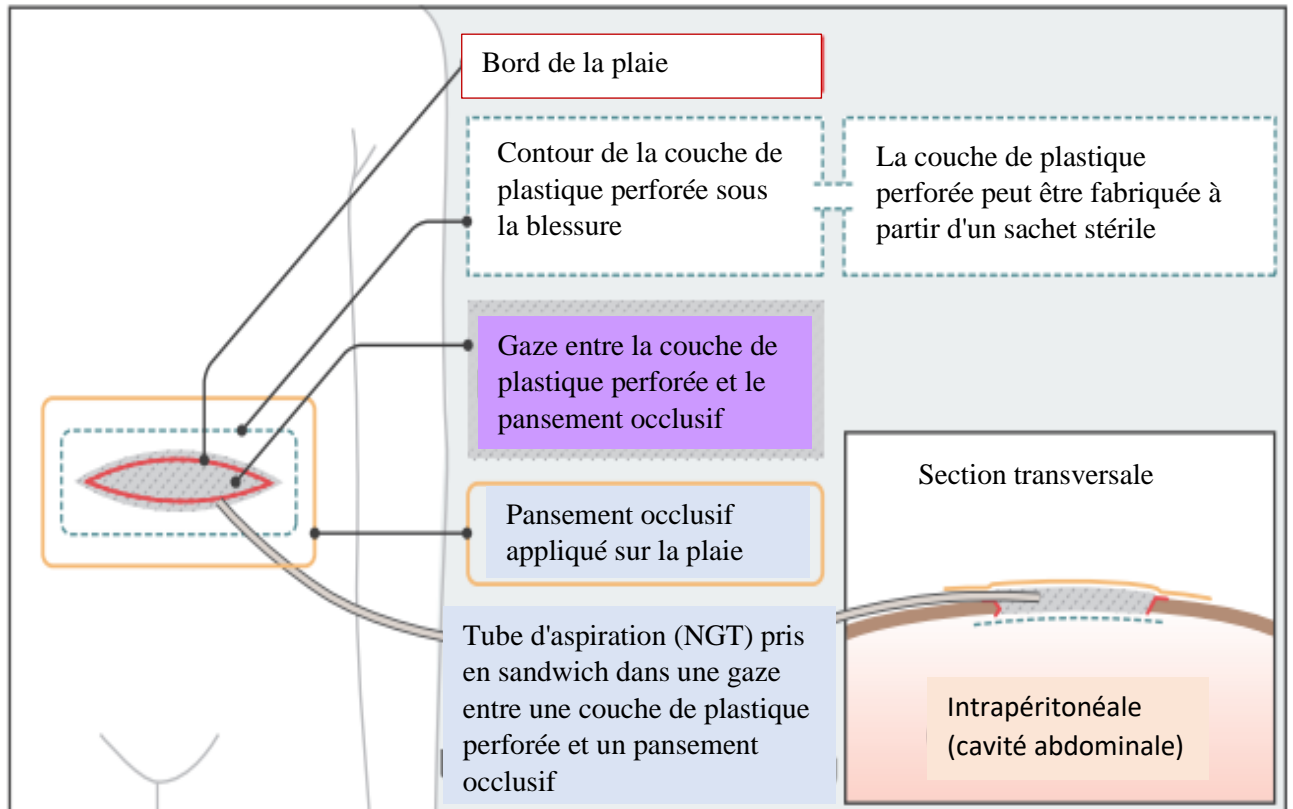 Bord de la plaie
Contour de la couche de
plastique perforée sous
la blessure
La couche de plastique
perforée peut être fabriquée à
partir d'un sachet stérile
Gaze entre la couche de
plastique perforée et le
pansement occlusif
Pansement occlusif
appliqué sur la plaie
Tube d'aspiration (NGT) pris
en sandwich dans une gaze
entre une couche de plastique
perforée et un pansement
occlusif
Section transversale
Intrapéritonéale
(cavité abdominale)